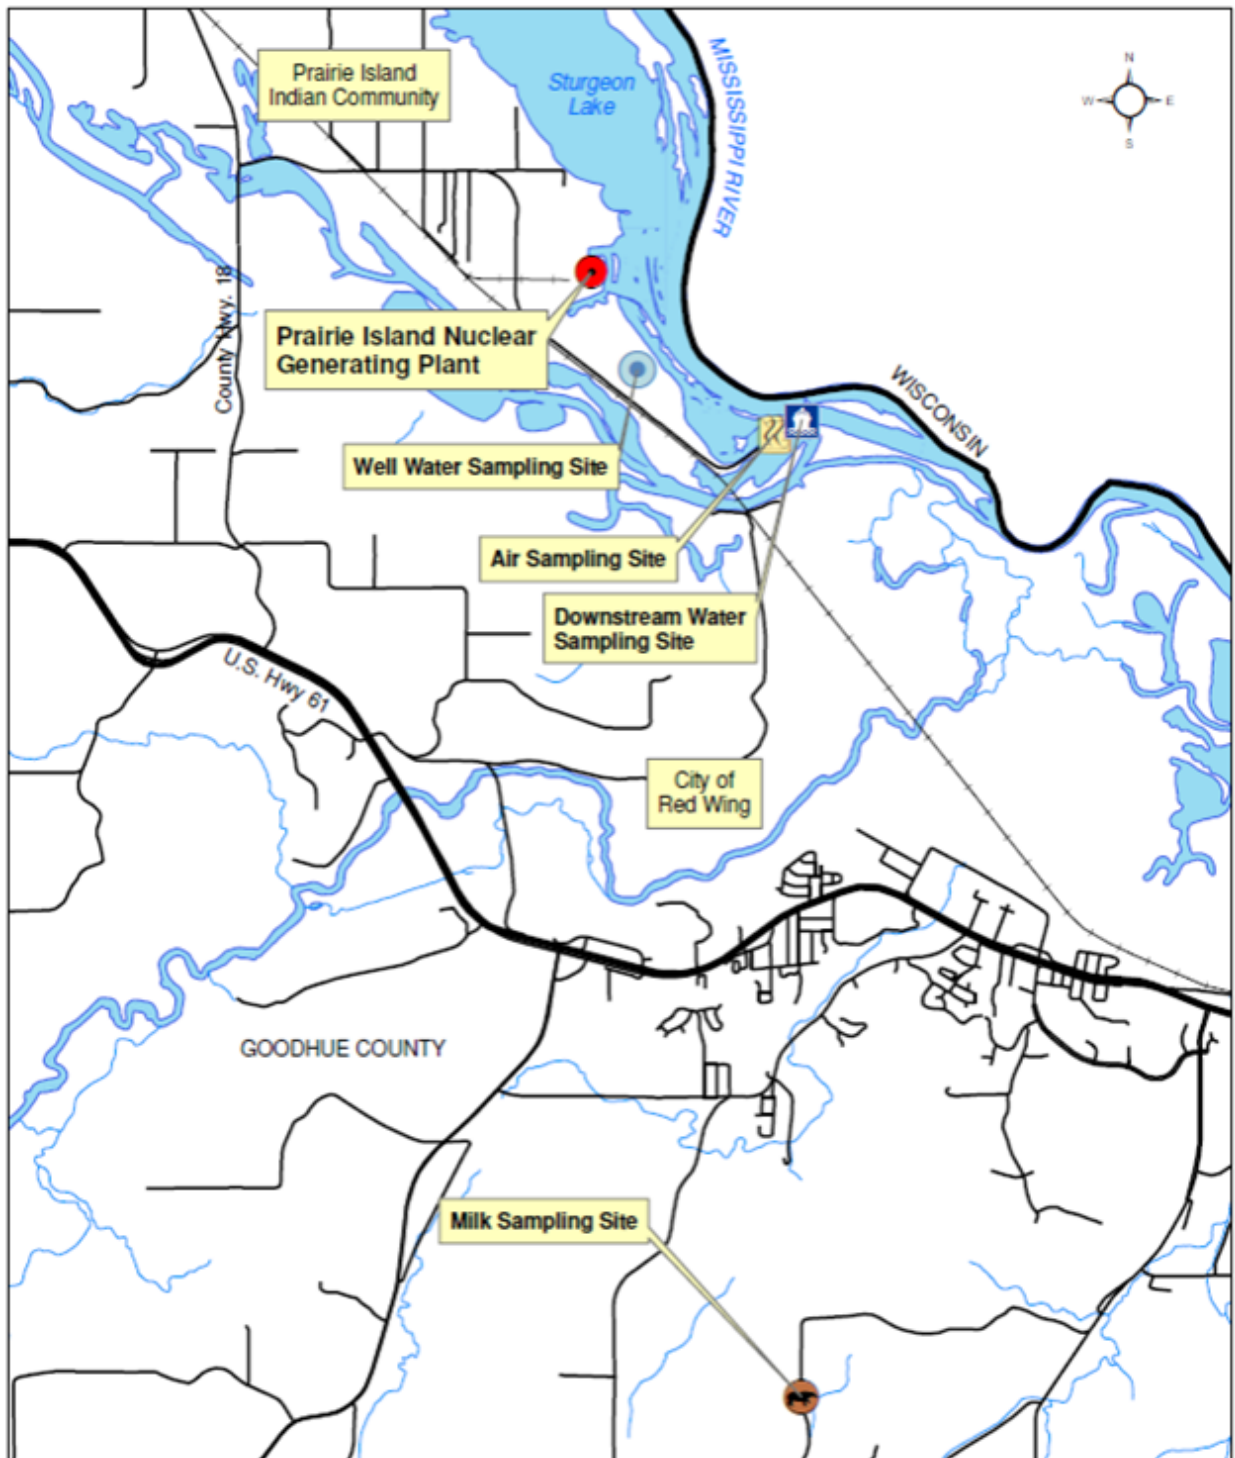 Prairie Island
Indian Community
Sturgeon
Lake
MISSISSIPPI RIVER
N
W
E
S
County Hwy. 18
Prairie Island Nuclear
Generating Plant
WISCONSIN
Well Water Sampling Site
Air Sampling Site
Downstream Water
Sampling Site
U.S. Hwy 61
City of
Red Wing
GOODHUE COUNTY
Milk Sampling Site